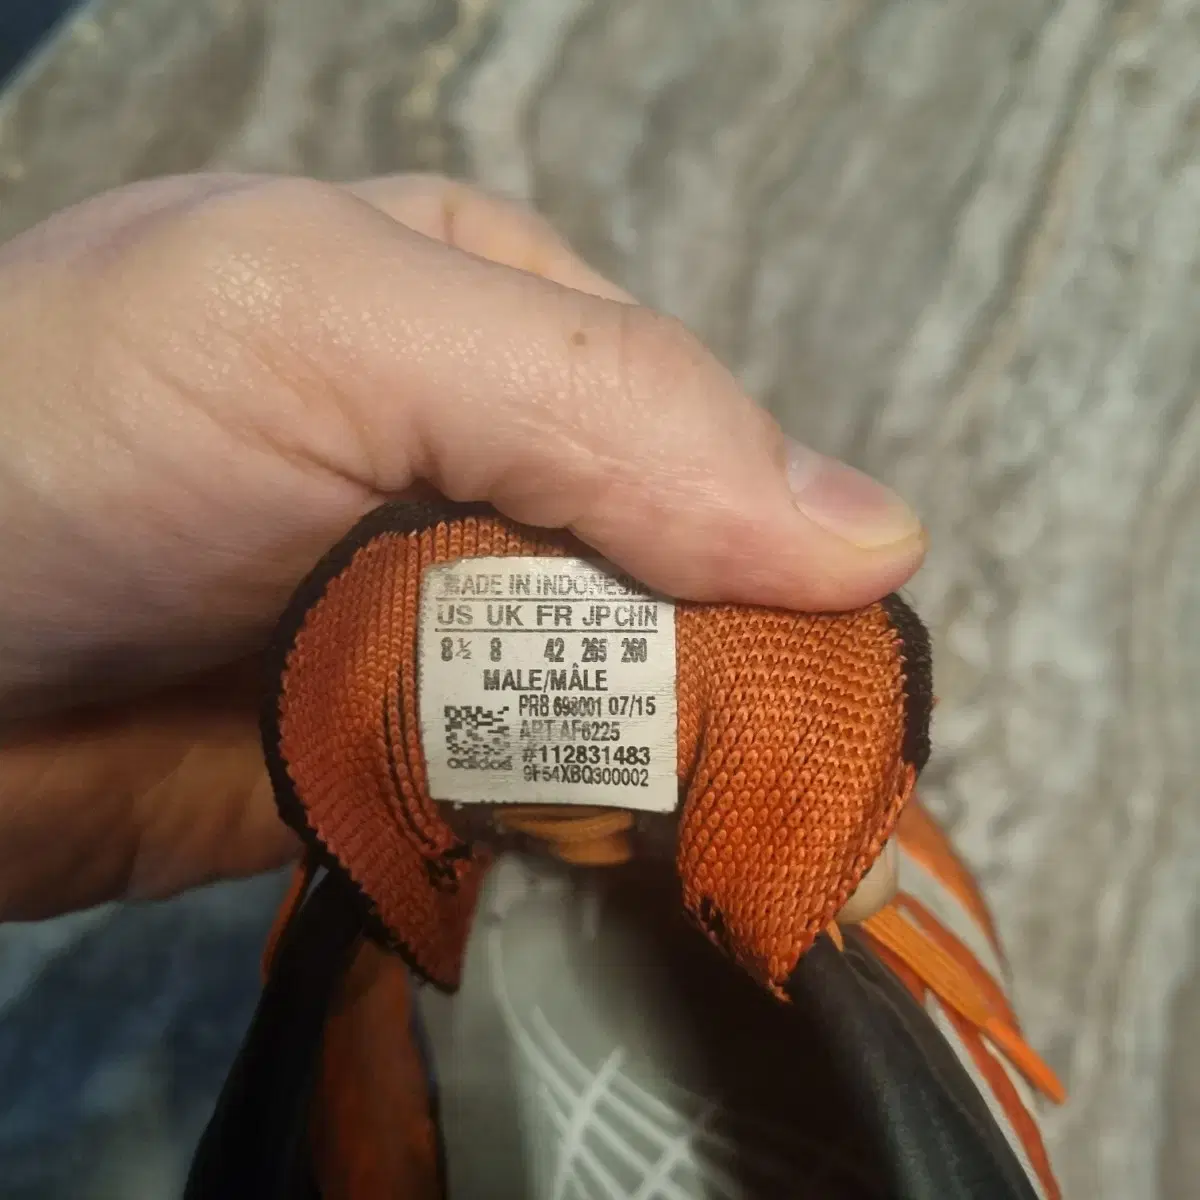 MADE IN INDONESIA
US UK FR JP CHN
8½ 8 42 265 260
MALE/MÂLE
PRB 698001 07/15
ART AF6225
#112831483
adidas 9F54XBQ300002